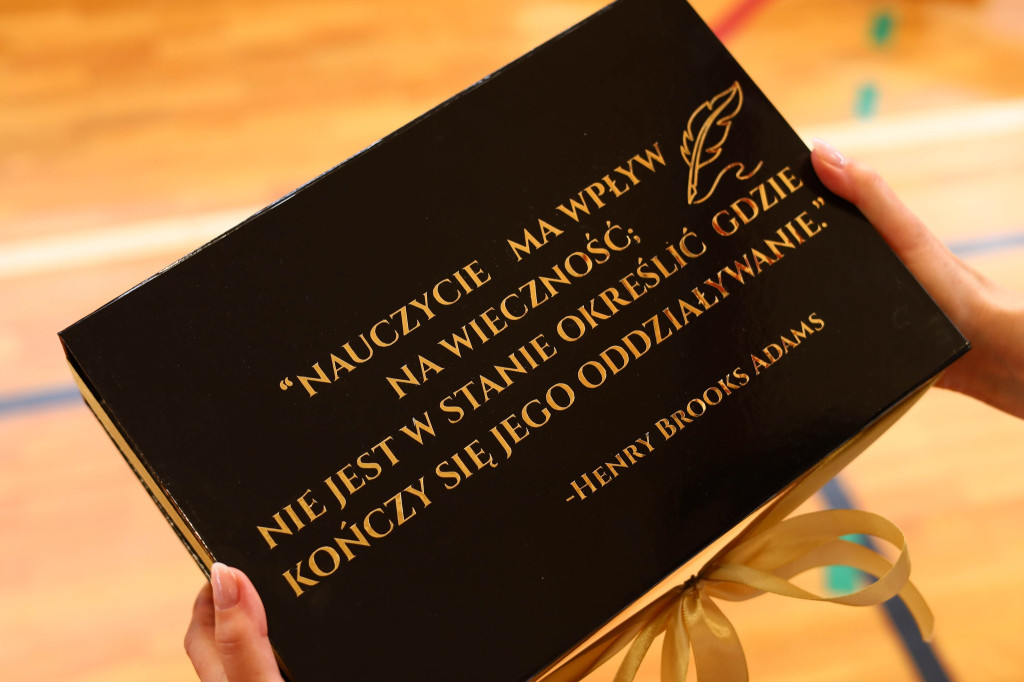 “NAUCZYCIE MA WPŁYW
NA WIECZNOŚĆ;
NIE JEST W STANIE OKREŚLIĆ GDZIE
KOŃCZY SIĘ JEGO ODDZIAŁYWANIE.”
-HENRY BROOKS ADAMS